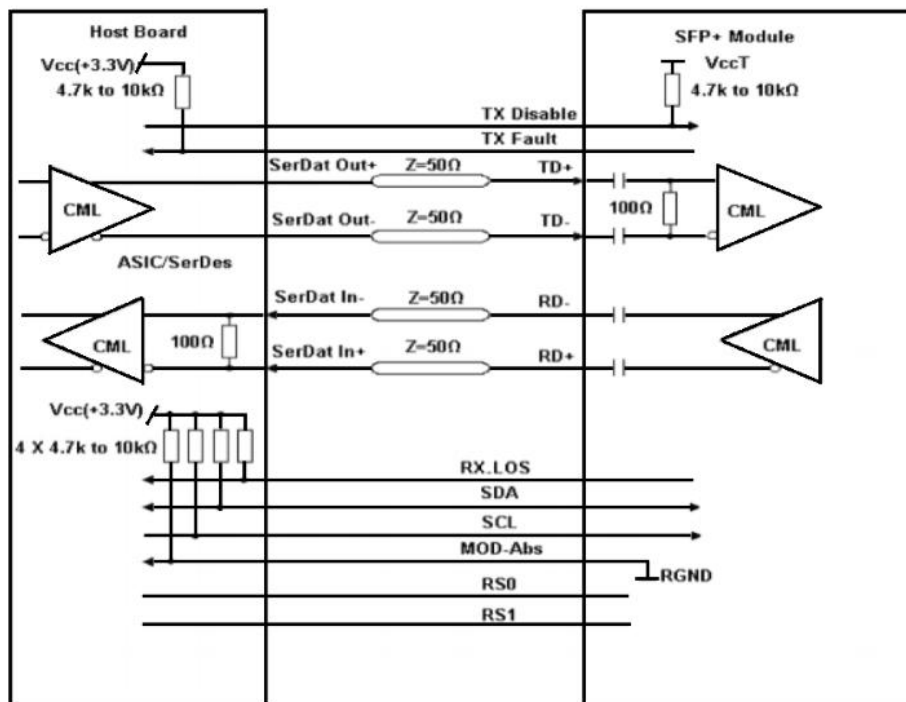 Host Board
SFP+ Module
Vcc(+3.3V)
4.7k to 10kΩ
VccT
4.7k to 10kΩ
TX Disable
TX Fault
SerDat Out+
Z=50Ω
TD+
CML
100Ω
CML
SerDat Out-
Z=50Ω
TD-
ASIC/SerDes
SerDat In-
Z=50Ω
RD-
CML
100Ω
CML
SerDat In+
Z=50Ω
RD+
Vcc(+3.3V)
4 X 4.7k to 10kΩ
RX.LOS
SDA
SCL
MOD-Abs
RGND
RS0
RS1